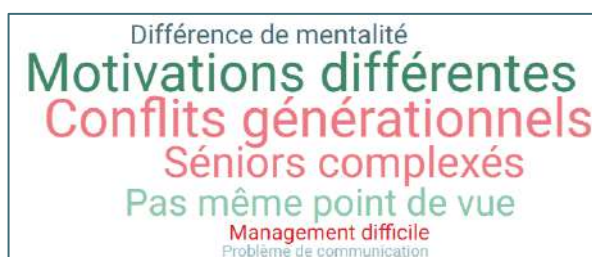 Différence de mentalité
Motivations différentes
Conflits générationnels
Séniors complexés
Pas même point de vue
Management difficile
Problème de communication